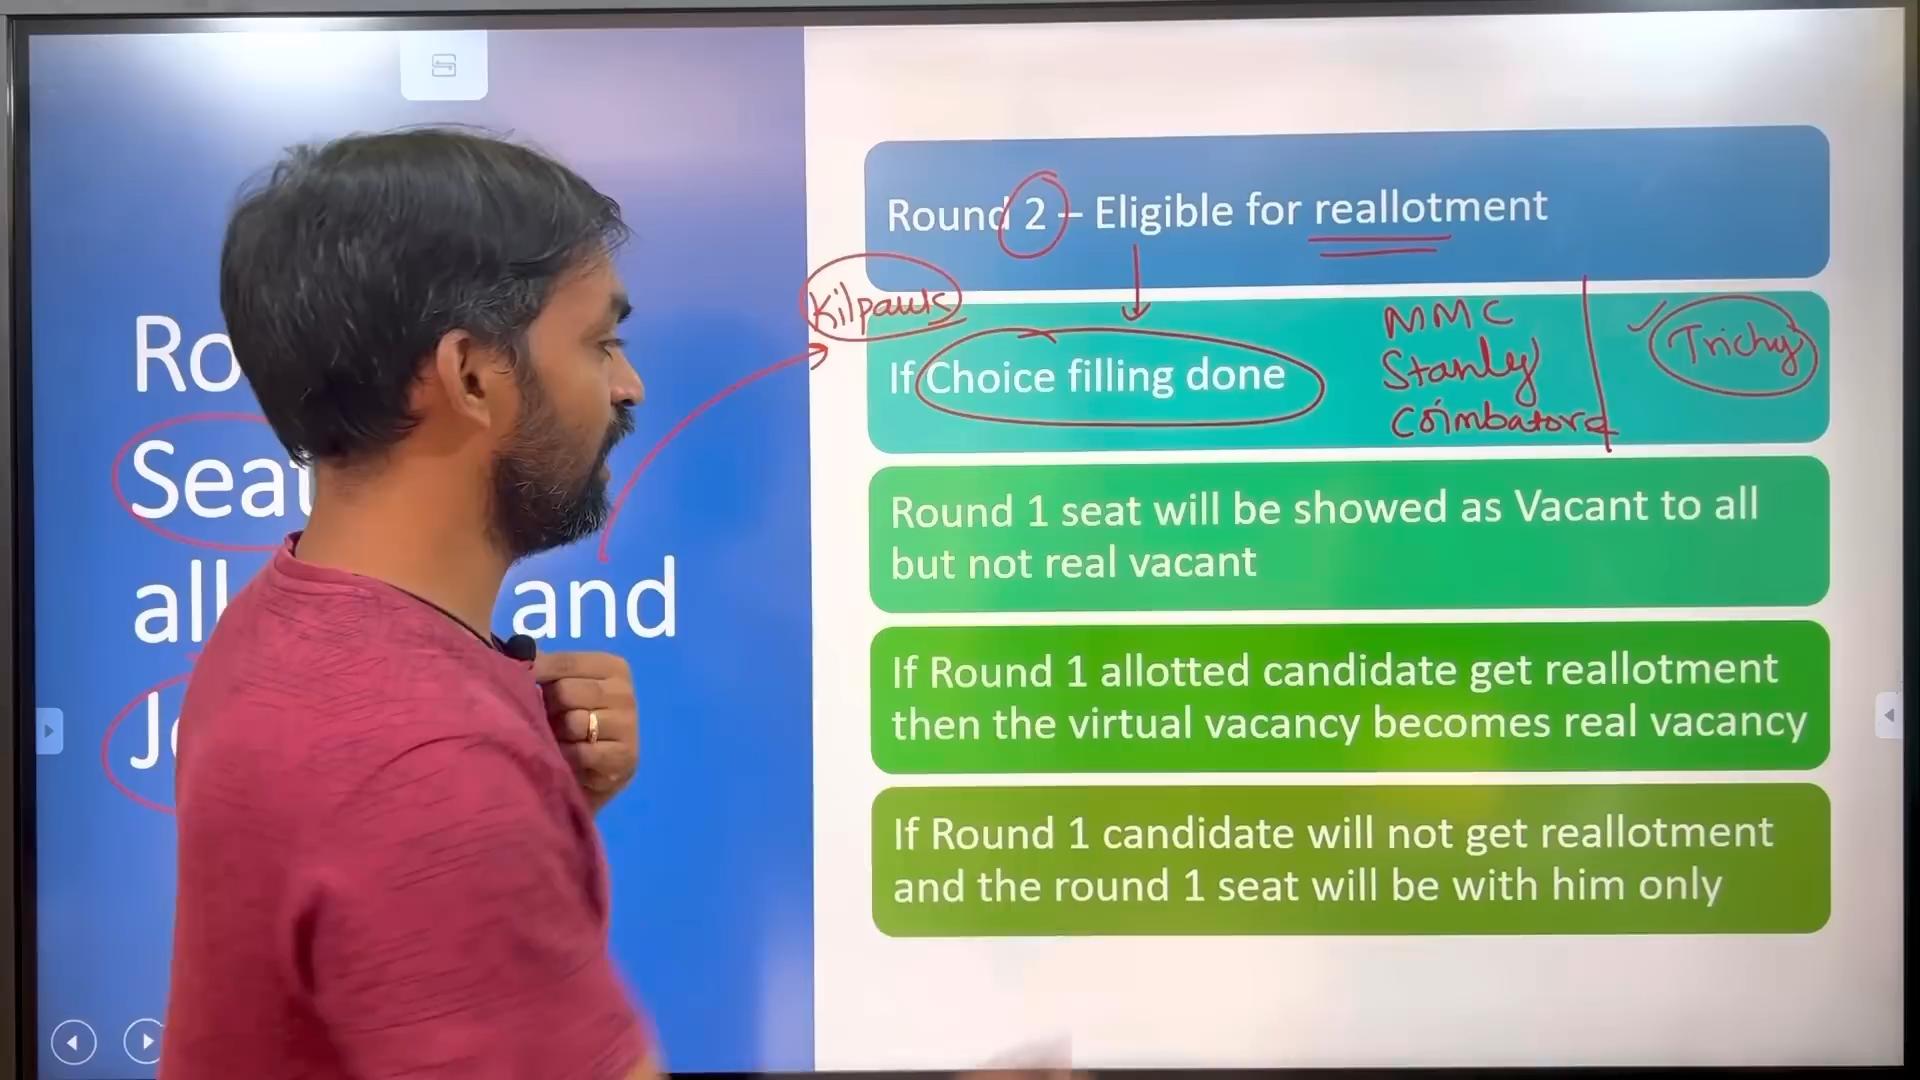 Seat
and
Round 2 – Eligible for reallotment
Kilpauk
If Choice filling done
MMC
Stanley
Coimbatore
Trichy
Round 1 seat will be showed as Vacant to all
but not real vacant
If Round 1 allotted candidate get reallotment
then the virtual vacancy becomes real vacancy
If Round 1 candidate will not get reallotment
and the round 1 seat will be with him only